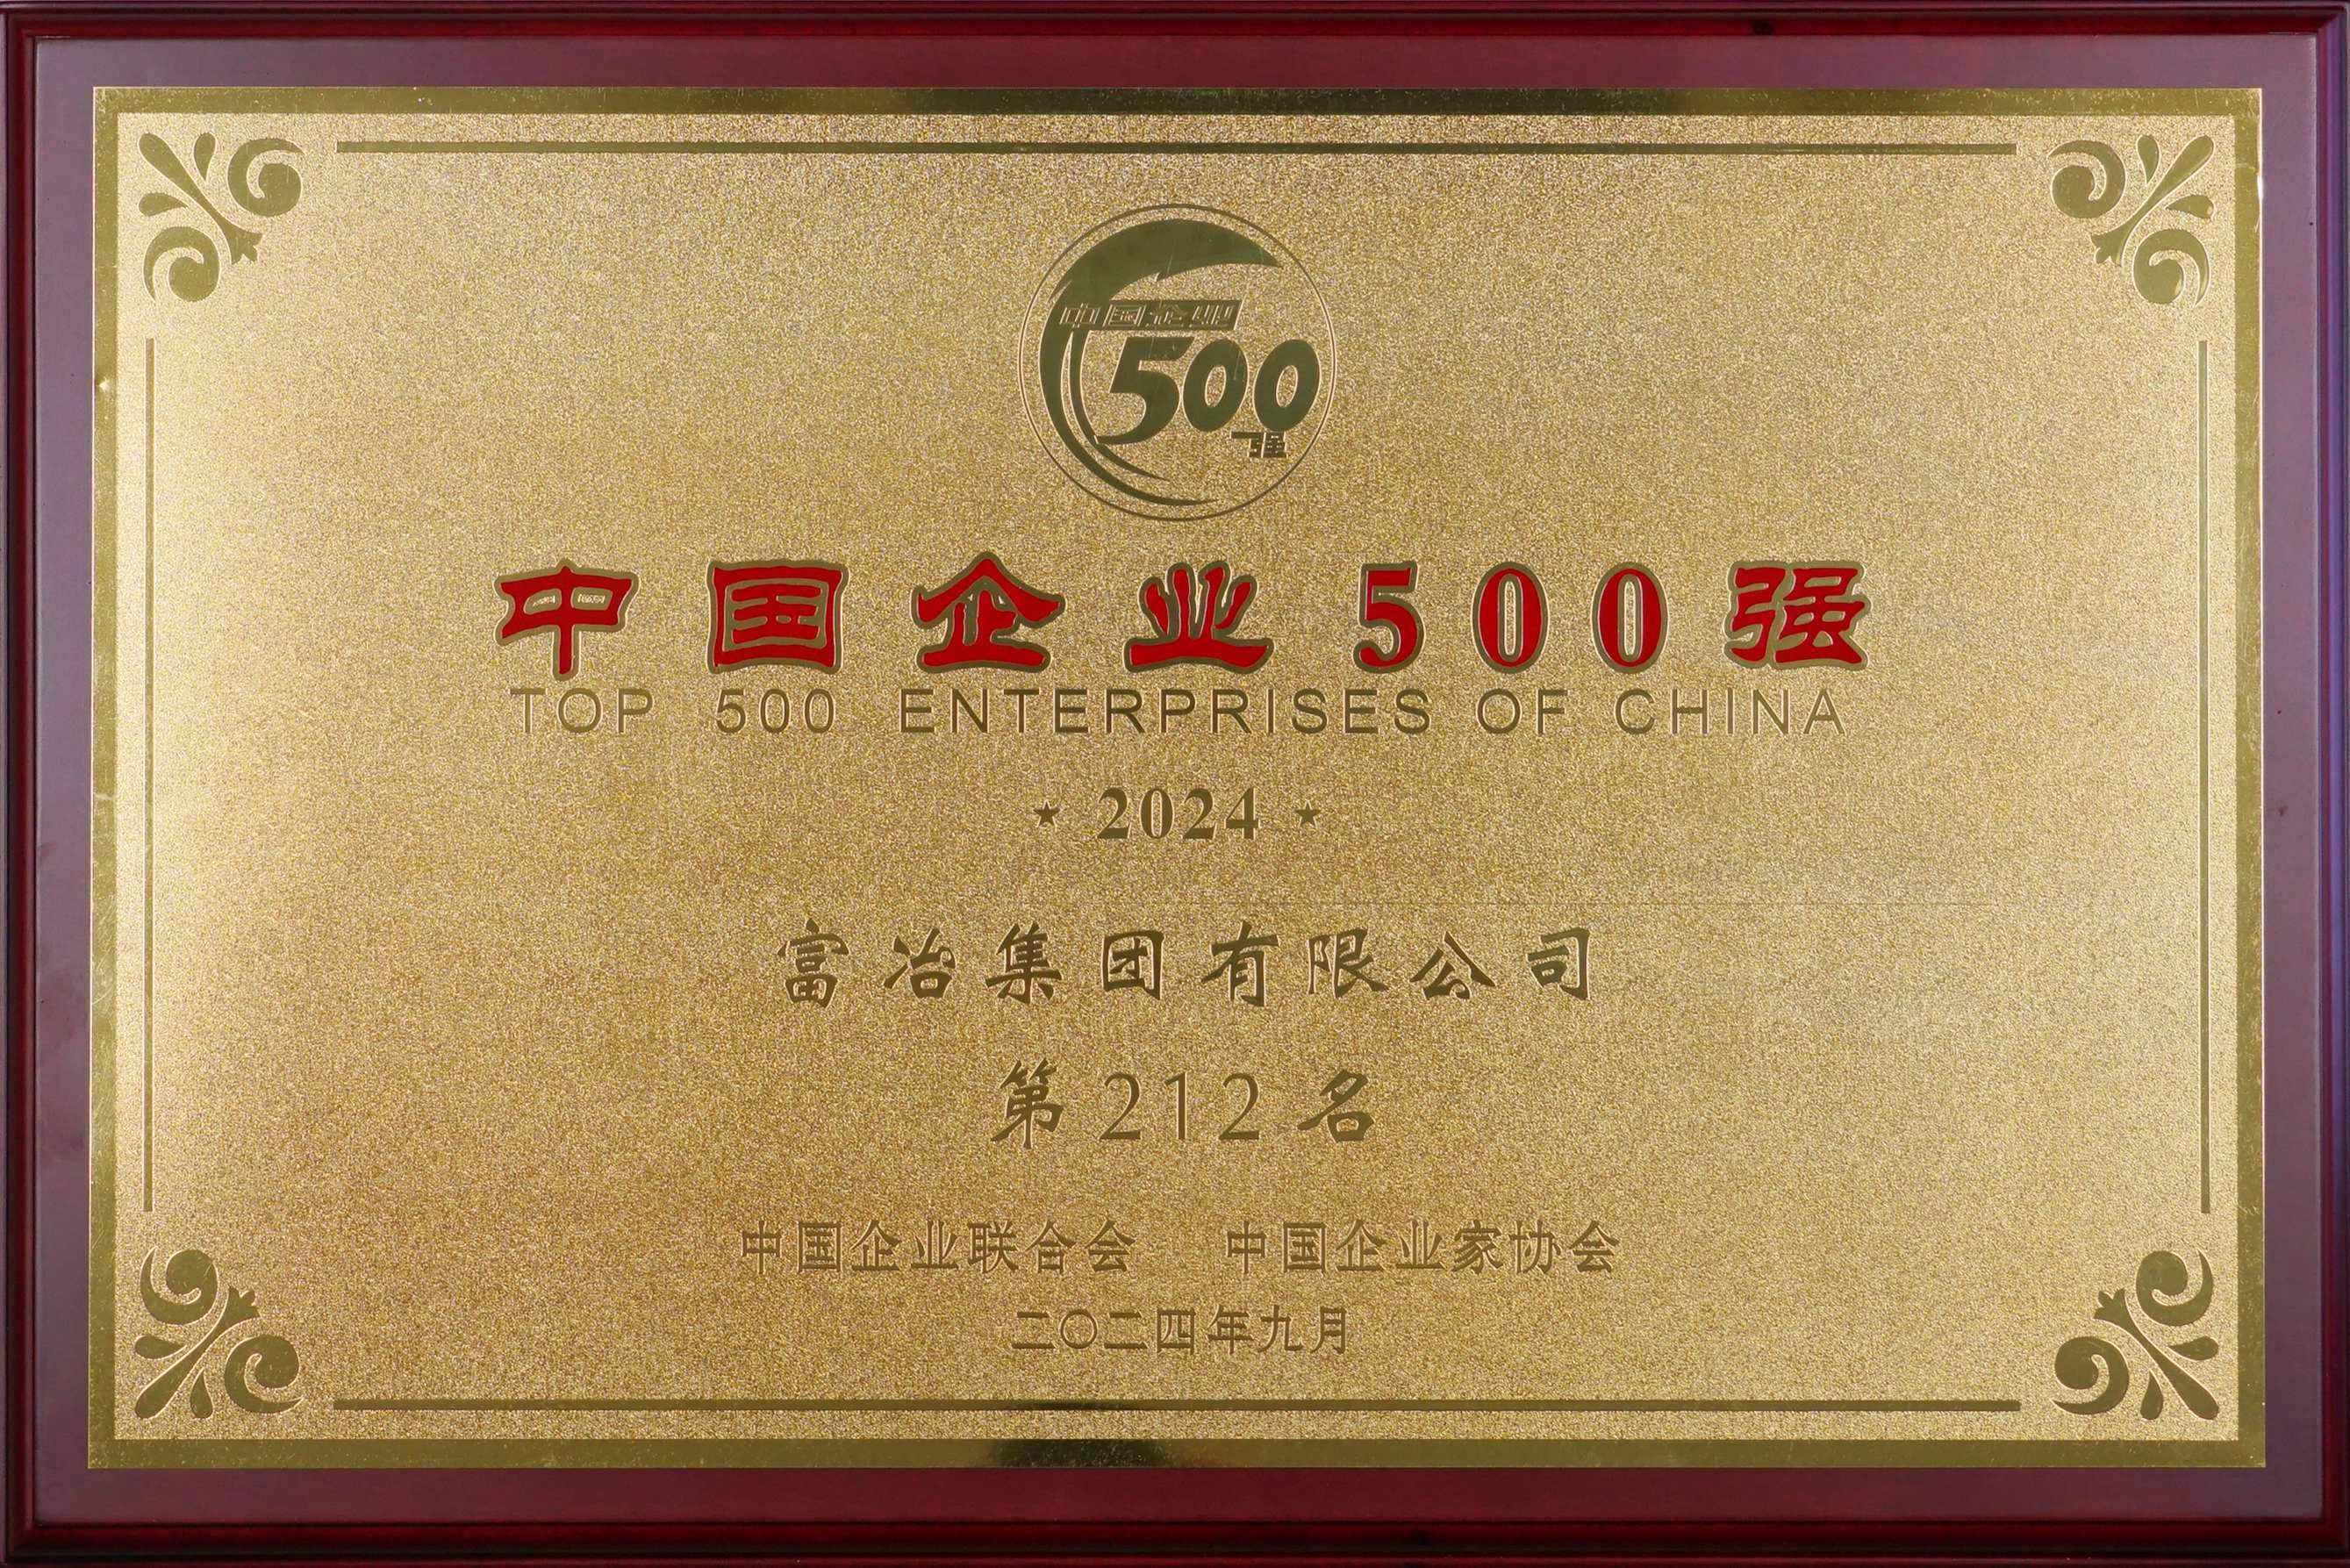 中国企业
500
强
中国企业500强
TOP 500 ENTERPRISES OF CHINA
★ 2024 ★
富冶集团有限公司
第212名
中国企业联合会 中国企业家协会
二〇二四年九月